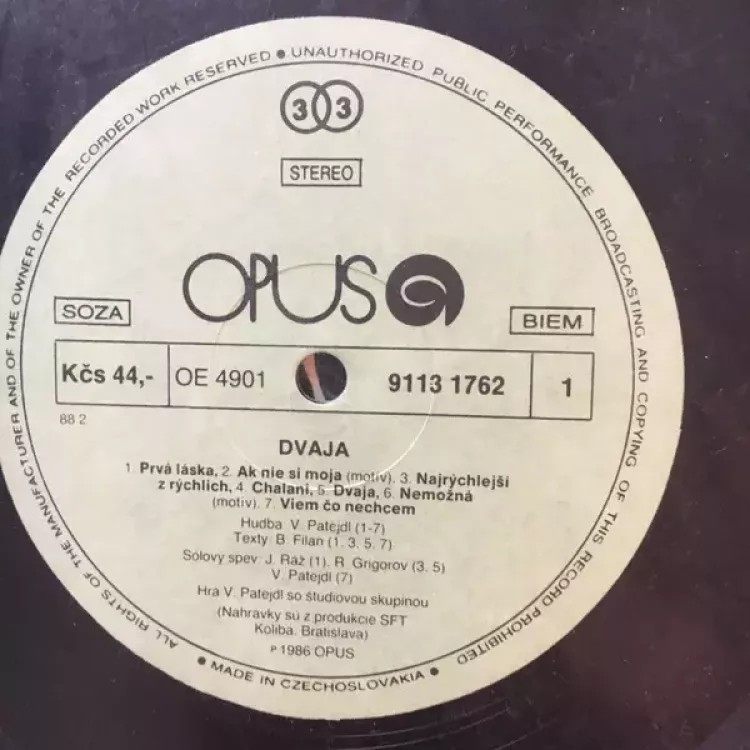 ALL RIGHTS OF THE MANUFACTURER AND OF THE OWNER OF THE RECORDED WORK RESERVED • UNAUTHORIZED PUBLIC PERFORMANCE BROADCASTING AND COPYING OF THIS RECORD PROHIBITED
33
STEREO
OPUS
SOZA
BIEM
Kčs 44,- OE 4901 9113 1762 1
88 2
DVAJA
1. Prvá láska, 2. Ak nie si moja (motív). 3. Najrýchlejší
z rýchlich, 4. Chalani, 5. Dvaja, 6. Nemožná
(motív). 7. Viem čo nechcem
Hudba V. Patejdl (1-7)
Texty B. Filan (1. 3. 5. 7)
Sólový spev: J. Ráž (1). R. Grigorov (3. 5)
V. Patejdl (7)
Hrá V. Patejdl so študiovou skupinou
(Nahrávky sú z produkcie SFT
Koliba. Bratislava)
℗ 1986 OPUS
• MADE IN CZECHOSLOVAKIA •